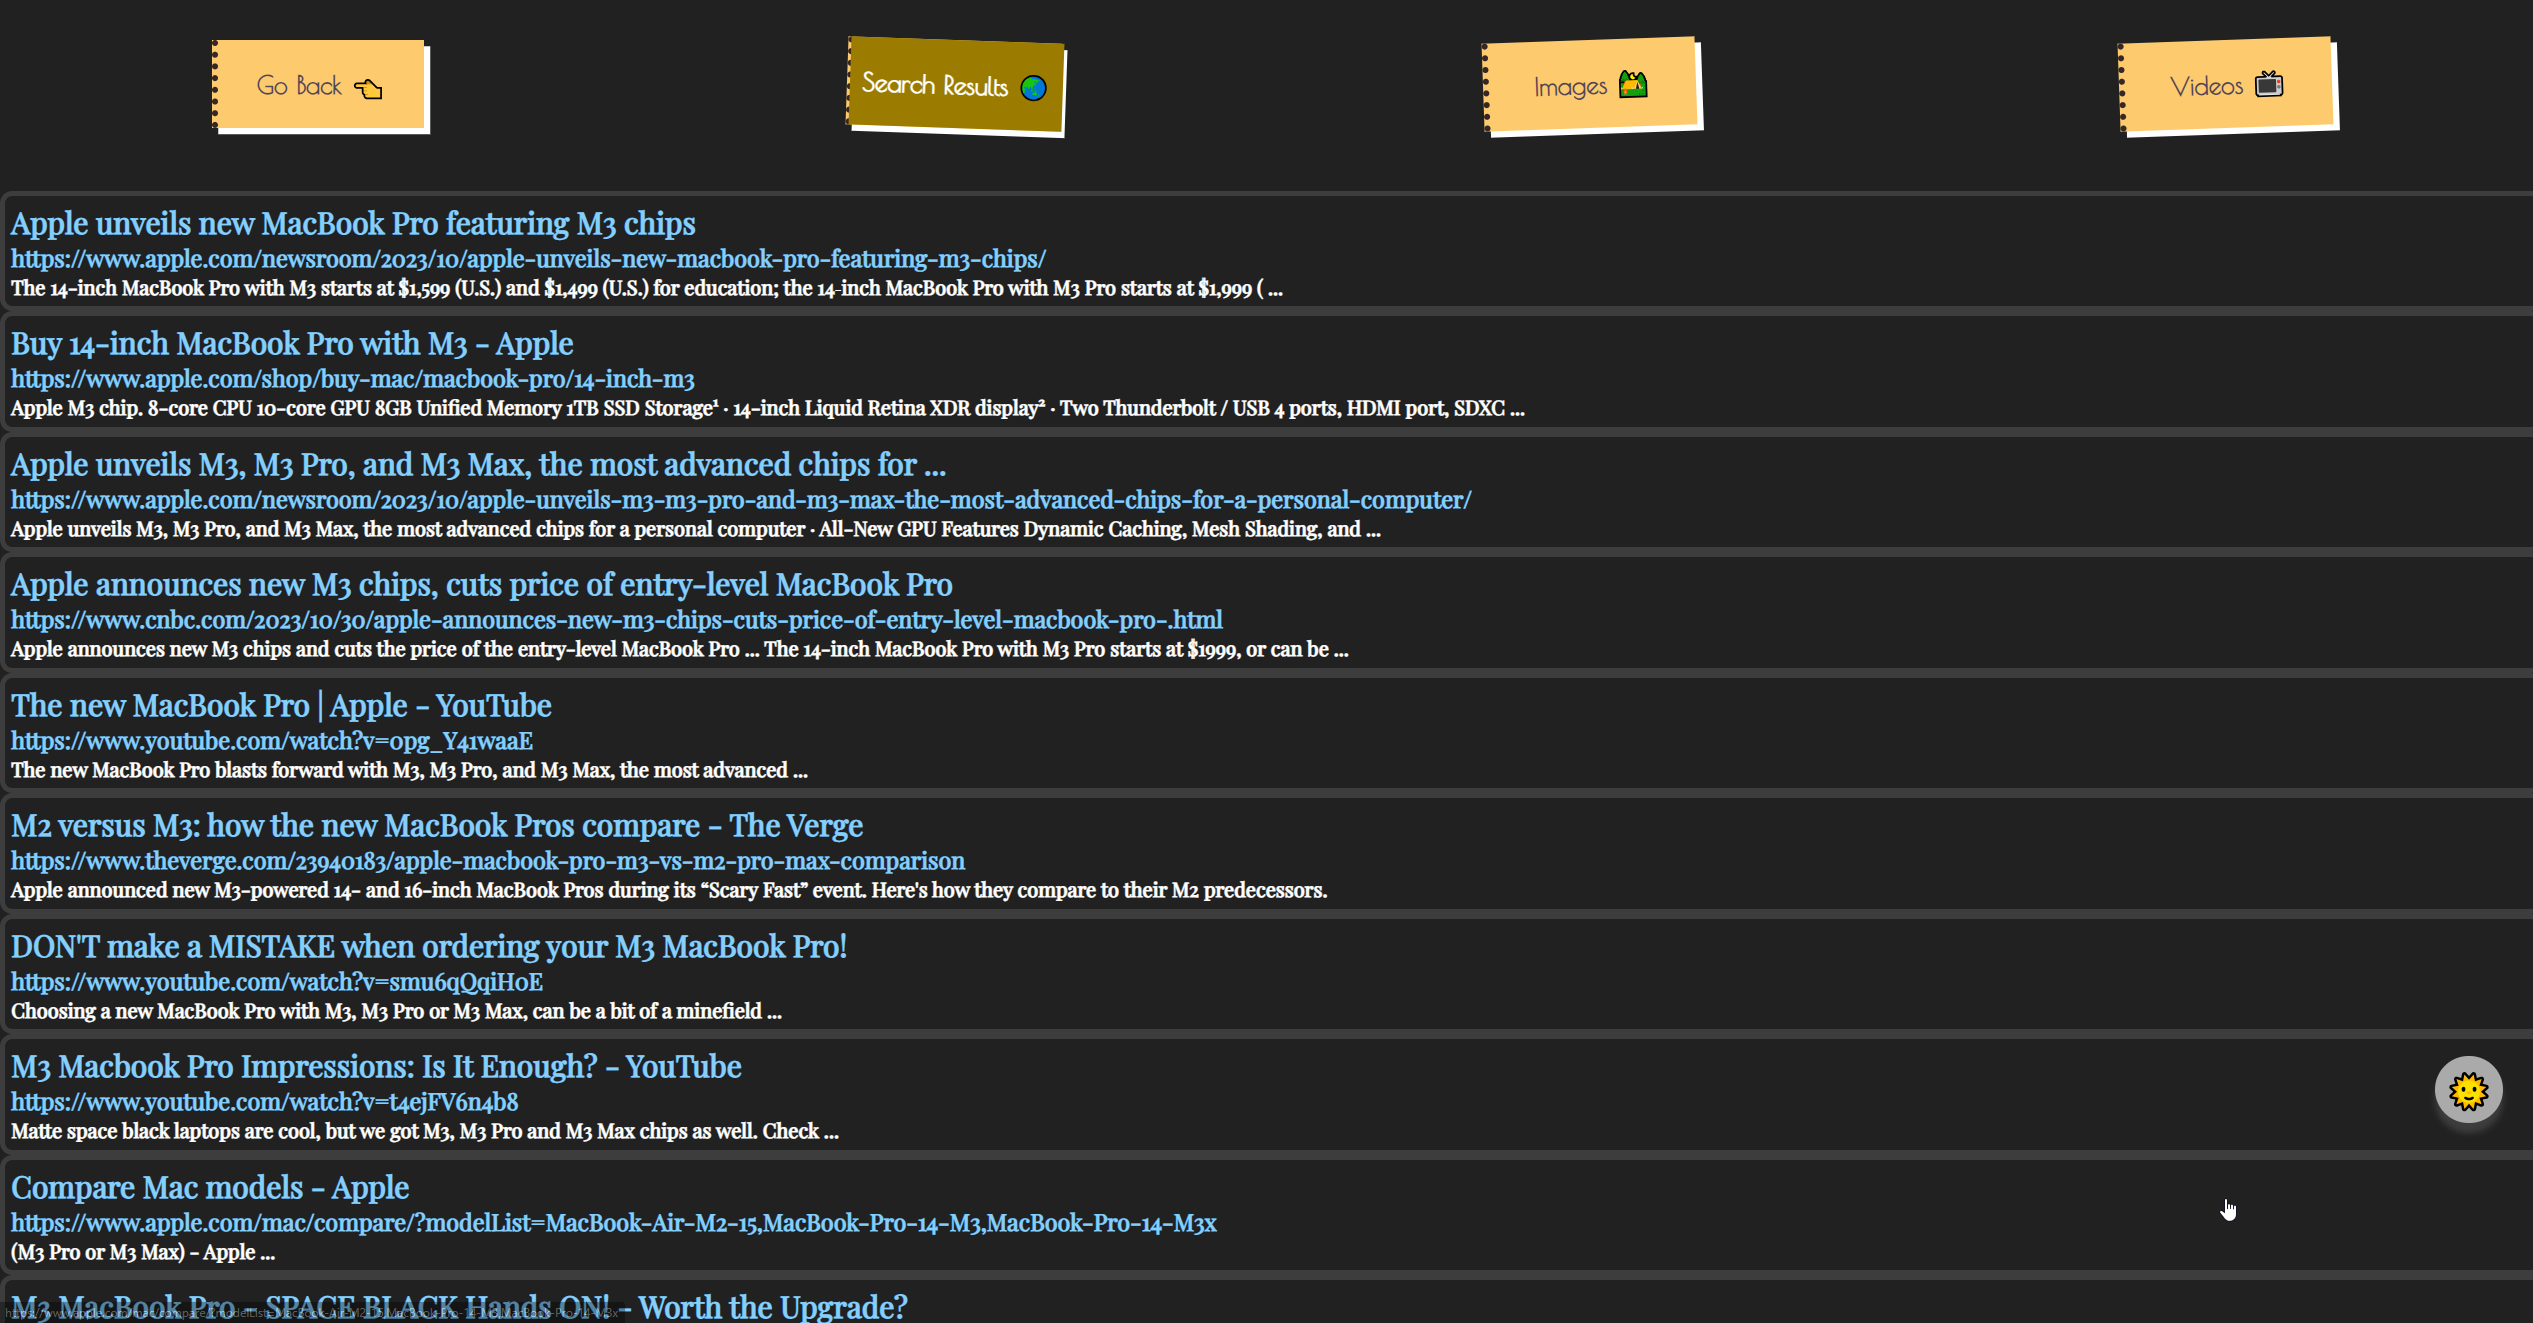 Go Back
Search Results
Images
Videos
Apple unveils new MacBook Pro featuring M3 chips
https://www.apple.com/newsroom/2023/10/apple-unveils-new-macbook-pro-featuring-m3-chips/
The 14-inch MacBook Pro with M3 starts at $1,599 (U.S.) and $1,499 (U.S.) for education; the 14-inch MacBook Pro with M3 Pro starts at $1,999 ( ...
Buy 14-inch MacBook Pro with M3 - Apple
https://www.apple.com/shop/buy-mac/macbook-pro/14-inch-m3
Apple M3 chip. 8-core CPU 10-core GPU 8GB Unified Memory 1TB SSD Storage¹ · 14-inch Liquid Retina XDR display² · Two Thunderbolt / USB 4 ports, HDMI port, SDXC ...
Apple unveils M3, M3 Pro, and M3 Max, the most advanced chips for ...
https://www.apple.com/newsroom/2023/10/apple-unveils-m3-m3-pro-and-m3-max-the-most-advanced-chips-for-a-personal-computer/
Apple unveils M3, M3 Pro, and M3 Max, the most advanced chips for a personal computer · All-New GPU Features Dynamic Caching, Mesh Shading, and ...
Apple announces new M3 chips, cuts price of entry-level MacBook Pro
https://www.cnbc.com/2023/10/30/apple-announces-new-m3-chips-cuts-price-of-entry-level-macbook-pro-.html
Apple announces new M3 chips and cuts the price of the entry-level MacBook Pro ... The 14-inch MacBook Pro with M3 Pro starts at $1999, or can be ...
The new MacBook Pro | Apple - YouTube
https://www.youtube.com/watch?v=0pg_Y41waaE
The new MacBook Pro blasts forward with M3, M3 Pro, and M3 Max, the most advanced ...
M2 versus M3: how the new MacBook Pros compare - The Verge
https://www.theverge.com/23940183/apple-macbook-pro-m3-vs-m2-pro-max-comparison
Apple announced new M3-powered 14- and 16-inch MacBook Pros during its “Scary Fast” event. Here's how they compare to their M2 predecessors.
DON'T make a MISTAKE when ordering your M3 MacBook Pro!
https://www.youtube.com/watch?v=smu6qQqiH0E
Choosing a new MacBook Pro with M3, M3 Pro or M3 Max, can be a bit of a minefield ...
M3 Macbook Pro Impressions: Is It Enough? - YouTube
https://www.youtube.com/watch?v=t4ejFV6n4b8
Matte space black laptops are cool, but we got M3, M3 Pro and M3 Max chips as well. Check ...
Compare Mac models - Apple
https://www.apple.com/mac/compare/?modelList=MacBook-Air-M2-15,MacBook-Pro-14-M3,MacBook-Pro-14-M3x
(M3 Pro or M3 Max) - Apple ...
M3 MacBook Pro - SPACE BLACK Hands ON! - Worth the Upgrade?
https://www.apple.com/mac/compare/?modelList=MacBook-Air-M2-15,MacBook-Pro-14-M3,MacBook-Pro-14-M3x